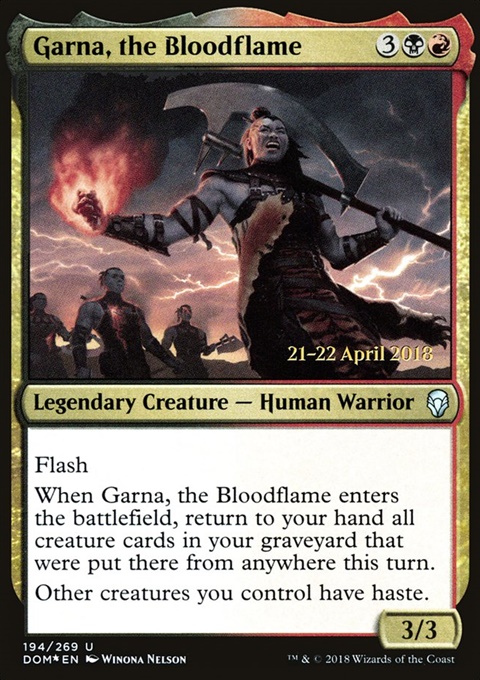 Garna, the Bloodflame 3
21-22 April 2018
Legendary Creature — Human Warrior
Flash
When Garna, the Bloodflame enters
the battlefield, return to your hand all
creature cards in your graveyard that
were put there from anywhere this turn.
Other creatures you control have haste.
3/3
194/269 U
DOM★EN Winona Nelson
™ & © 2018 Wizards of the Coast